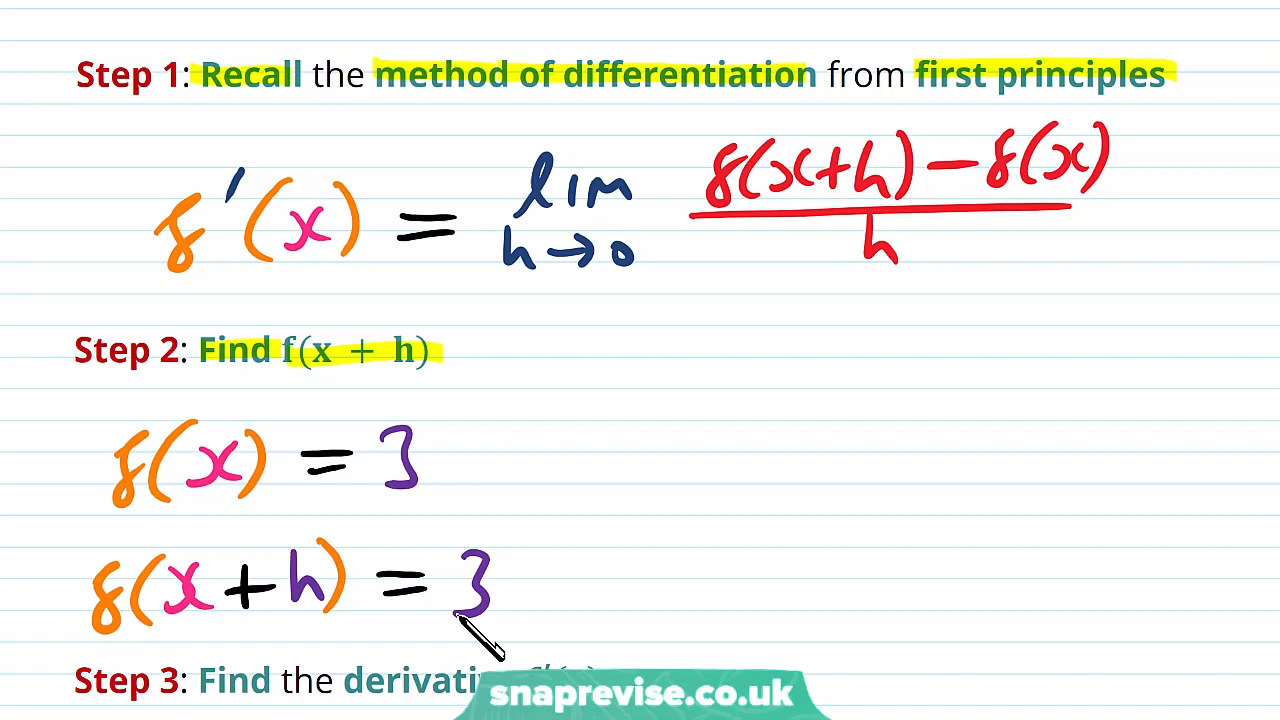 Step 1: Recall the method of differentiation from first principles
f'(x) = lim h→0 f(x+h) − f(x) / h
Step 2: Find f(x + h)
f(x) = 3
f(x + h) = 3
Step 3: Find the
snaprevise.co.uk